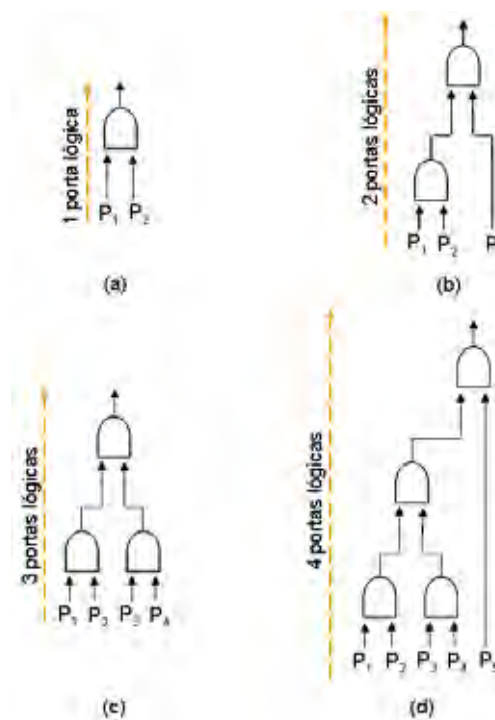 1 porta lógica
P1 P2
(a)
2 portas lógicas
P1 P2 P
(b)
3 portas lógicas
P1 P2 P3 P4
(c)
4 portas lógicas
P1 P2 P3 P4 P5
(d)